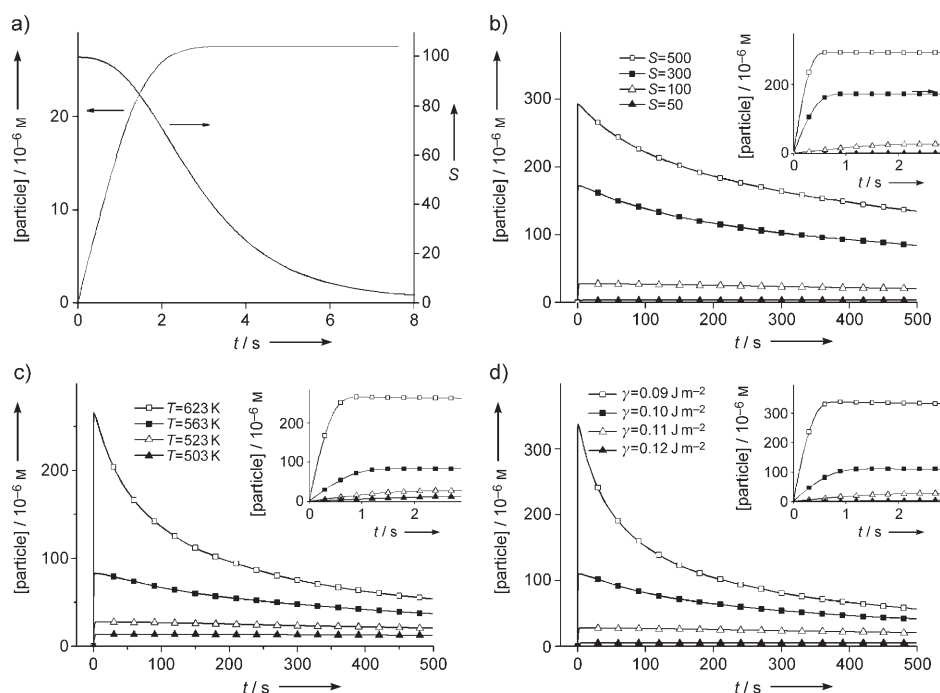 a)
[particle] / 10⁻⁶ M
20
10
0
0
2
4
6
8
t / s
100
80
60
40
20
0
S
b)
[particle] / 10⁻⁶ M
300
200
100
0
0
100
200
300
400
500
t / s
S=500
S=300
S=100
S=50
[particle] / 10⁻⁶ M
200
0
0
1
2
t / s
c)
[particle] / 10⁻⁶ M
200
100
0
0
100
200
300
400
500
t / s
T=623 K
T=563 K
T=523 K
T=503 K
[particle] / 10⁻⁶ M
200
100
0
0
1
2
t / s
d)
[particle] / 10⁻⁶ M
300
200
100
0
0
100
200
300
400
500
t / s
γ=0.09 J m⁻²
γ=0.10 J m⁻²
γ=0.11 J m⁻²
γ=0.12 J m⁻²
[particle] / 10⁻⁶ M
300
200
100
0
0
1
2
t / s